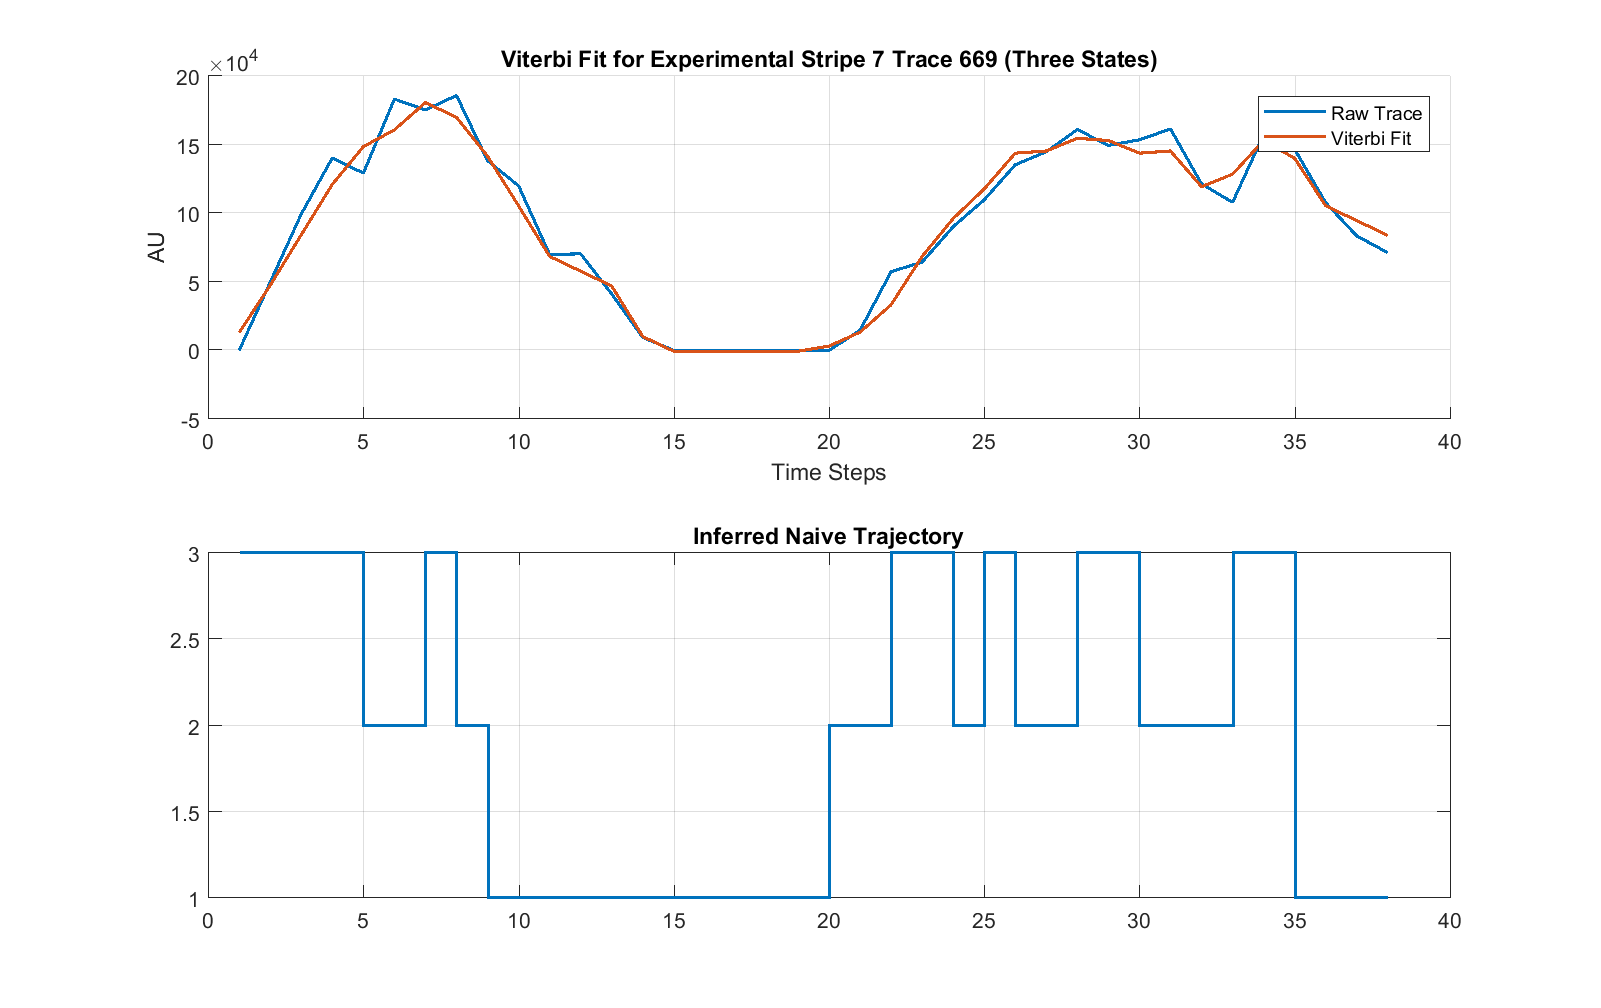 Viterbi Fit for Experimental Stripe 7 Trace 669 (Three States)
×10^4
20
15
10
5
0
-5
AU
Raw Trace
Viterbi Fit
0 5 10 15 20 25 30 35 40
Time Steps
Inferred Naive Trajectory
3
2.5
2
1.5
1
0 5 10 15 20 25 30 35 40